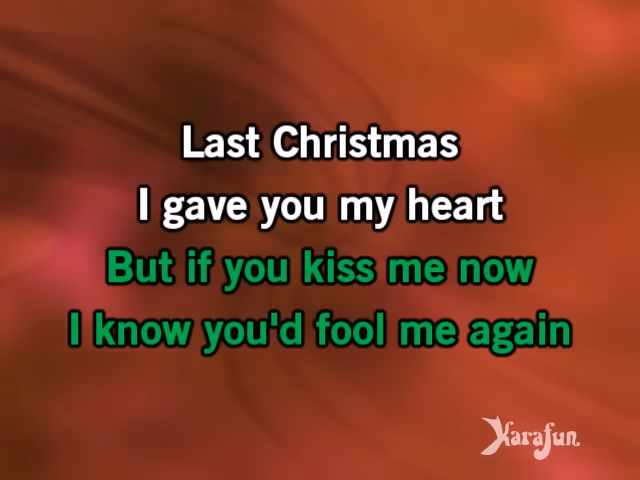 Last Christmas
I gave you my heart
But if you kiss me now
I know you'd fool me again
Karafun